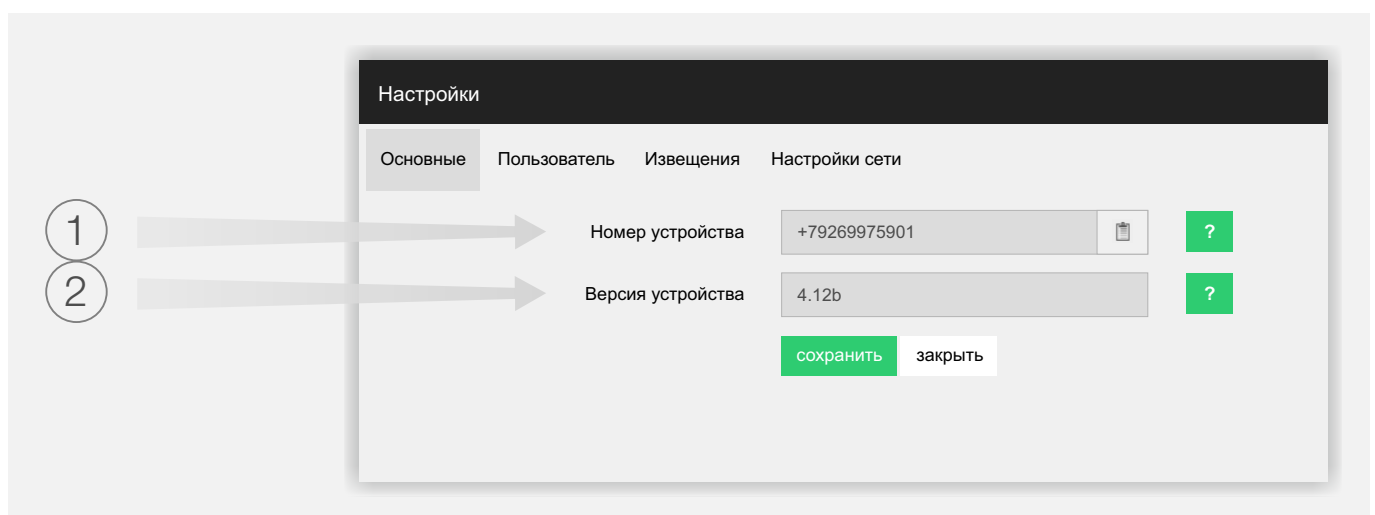 Настройки
Основные Пользователь Извещения Настройки сети
1 Номер устройства +79269975901 ?
2 Версия устройства 4.12b ?
сохранить закрыть